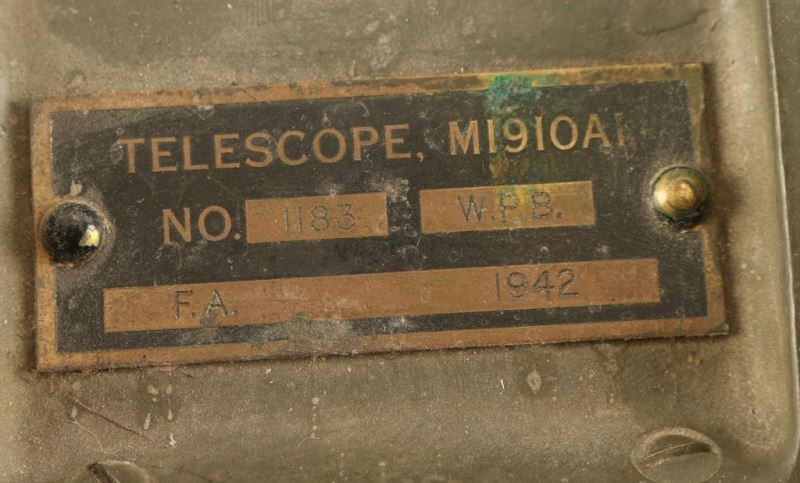 TELESCOPE, M1910A1
NO. 1183 W.P.B.
F.A. 1942